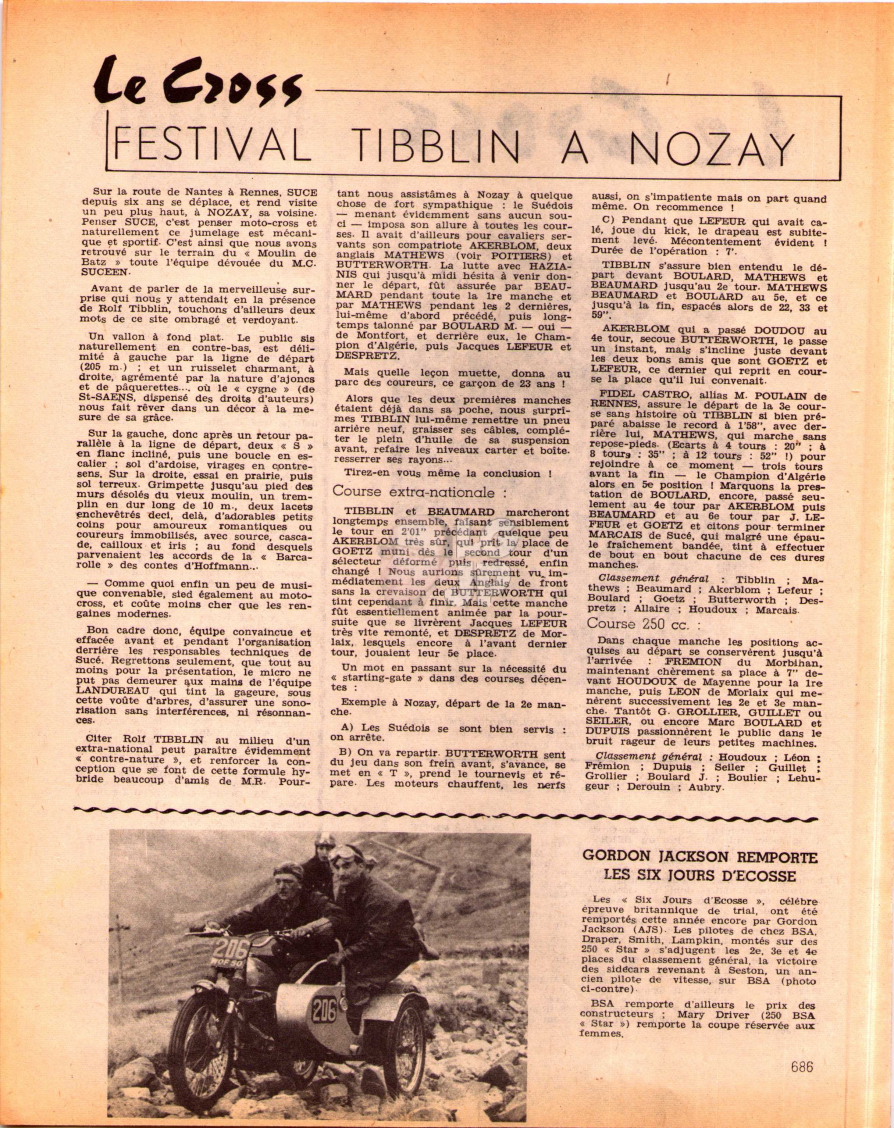 Le Cross
FESTIVAL TIBBLIN A NOZAY
Sur la route de Nantes à Rennes, SUCE
depuis six ans se déplace, et rend visite
un peu plus haut, à NOZAY, sa voisine.
Penser SUCE, c'est penser moto-cross et
naturellement ce jumelage est mécani-
que et sportif. C'est ainsi que nous avons
retrouvé sur le terrain du « Moulin de
Batz » toute l'équipe dévouée du M.C.
SUCEEN.
Avant de parler de la merveilleuse sur-
prise qui nous y attendait en la présence
de Rolf Tibblin, touchons d'ailleurs deux
mots de ce site ombragé et verdoyant.
Un vallon à fond plat. Le public sis
naturellement en contre-bas, est déli-
mité à gauche par la ligne de départ
(205 m.) ; et un ruisselet charmant, à
droite, agrémenté par la nature d'ajoncs
et de pâquerettes... où le « cygne » (de
St-SAENS, dispensé des droits d'auteurs)
nous fait rêver dans un décor à la me-
sure de sa grâce.
Sur la gauche, donc après un retour pa-
rallèle à la ligne de départ, deux « S »
en flanc incliné, puis une boucle en es-
calier ; sol d'ardoise, virages en contre-
sens. Sur la droite, essai en prairie, puis
sol terreux. Grimpette jusqu'au pied des
murs désolés du vieux moulin, un trem-
plin en dur long de 10 m., deux lacets
enchevêtrés deci, delà, d'adorables petits
coins pour amoureux romantiques ou
coureurs immobilisés, avec source, casca-
de, cailloux et iris ; au fond desquels
parvenaient les accords de la « Barca-
rolle » des contes d'Hoffmann...
— Comme quoi enfin un peu de musi-
que convenable, sied également au moto-
cross, et coûte moins cher que les ren-
gaines modernes.
Bon cadre donc, équipe convaincue et
effacée avant et pendant l'organisation
derrière les responsables techniques de
Sucé. Regrettons seulement, que tout au
moins pour la présentation, le micro ne
put pas demeurer aux mains de l'équipe
LANDUREAU qui tint la gageure, sous
cette voûte d'arbres, d'assurer une sono-
risation sans interférences, ni résonnan-
ces.
Citer Rolf TIBBLIN au milieu d'un
extra-national peut paraître évidemment
« contre-nature », et renforcer la con-
ception que se font de cette formule hy-
bride beaucoup d'amis de M.R. Pour-
tant nous assistâmes à Nozay à quelque
chose de fort sympathique : le Suédois
— menant évidemment sans aucun sou-
ci — imposa son allure à toutes les cour-
ses. Il avait d'ailleurs pour cavaliers ser-
vants son compatriote AKERBLOM, deux
anglais MATHEWS (voir POITIERS) et
BUTTERWORTH. La lutte avec HAZIA-
NIS qui jusqu'à midi hésita à venir don-
ner le départ, fût assurée par BEAU-
MARD pendant toute la 1re manche et
par MATHEWS pendant les 2 dernières,
lui-même d'abord précédé, puis long-
temps talonné par BOULARD M. — oui —
de Montfort, et derrière eux, le Cham-
pion d'Algérie, puis Jacques LEFEUR et
DESPRETZ.
Mais quelle leçon muette, donna au
parc des coureurs, ce garçon de 23 ans !
Alors que les deux premières manches
étaient déjà dans sa poche, nous surprî-
mes TIBBLIN lui-même remettre un pneu
arrière neuf, graisser ses câbles, complé-
ter le plein d'huile de sa suspension
avant, refaire les niveaux carter et boîte.
resserrer ses rayons...
Tirez-en vous même la conclusion !
Course extra-nationale :
TIBBLIN et BEAUMARD marcheront
longtemps ensemble, faisant sensiblement
le tour en 2'01" précédant quelque peu
AKERBLOM très sûr, qui prit la place de
GOETZ muni dès le second tour d'un
sélecteur déformé puis redressé, enfin
changé ! Nous aurions sûrement vu im-
médiatement les deux Anglais de front
sans la crevaison de BUTTERWORTH qui
tint cependant à finir. Mais cette manche
fût essentiellement animée par la pour-
suite que se livrèrent Jacques LEFEUR
très vite remonté, et DESPRETZ de Mor-
laix, lesquels encore à l'avant dernier
tour, jouaient leur 5e place.
Un mot en passant sur la nécessité du
« starting-gate » dans des courses décen-
tes :
Exemple à Nozay, départ de la 2e man-
che.
A) Les Suédois se sont bien servis :
on arrête.
B) On va repartir. BUTTERWORTH sent
du jeu dans son frein avant, s'avance, se
met en « T », prend le tournevis et ré-
pare. Les moteurs chauffent, les nerfs
aussi, on s'impatiente mais on part quand
même. On recommence !
C) Pendant que LEFEUR qui avait ca-
lé, joue du kick, le drapeau est subite-
ment levé. Mécontentement évident !
Durée de l'opération : 7'.
TIBBLIN s'assure bien entendu le dé-
part devant BOULARD, MATHEWS et
BEAUMARD jusqu'au 2e tour. MATHEWS
BEAUMARD et BOULARD au 5e, et ce
jusqu'à la fin, espacés alors de 22, 33 et
59".
AKERBLOM qui a passé DOUDOU au
4e tour, secoue BUTTERWORTH, le passe
un instant, mais s'incline juste devant
les deux bons amis que sont GOETZ et
LEFEUR, ce dernier qui reprit en cour-
se la place qu'il lui convenait.
FIDEL CASTRO, allias M. POULAIN de
RENNES, assure le départ de la 3e cour-
se sans histoire où TIBBLIN si bien pré-
paré abaisse le record à 1'58", avec der-
rière lui, MATHEWS, qui marche sans
repose-pieds. (Ecarts à 4 tours : 20" ; à
8 tours : 35" ; à 12 tours : 52" !) pour
rejoindre à ce moment — trois tours
avant la fin — le Champion d'Algérie
alors en 5e position ! Marquons la pres-
tation de BOULARD, encore, passé seu-
lement au 4e tour par AKERBLOM puis
BEAUMARD et au 6e tour par J. LE-
FEUR et GOETZ et citons pour terminer
MARCAIS de Sucé, qui malgré une épau-
le fraîchement bandée, tint à effectuer
de bout en bout chacune de ces dures
manches.
Classement général : Tibblin ; Ma-
thews ; Beaumard ; Akerblom ; Lefeur ;
Boulard ; Goetz ; Butterworth ; Des-
pretz ; Allaire ; Houdoux ; Marcais.
Course 250 cc. :
Dans chaque manche les positions ac-
quises au départ se conservèrent jusqu'à
l'arrivée : FREMION du Morbihan,
maintenant chèrement sa place à 7" de-
vant HOUDOUX de Mayenne pour la 1re
manche, puis LEON de Morlaix qui me-
nèrent successivement les 2e et 3e man-
che. Tantôt G. GROLLIER, GUILLET ou
SEILER, ou encore Marc BOULARD et
DUPUIS passionnèrent le public dans le
bruit rageur de leurs petites machines.
Classement général : Houdoux ; Léon ;
Frémion ; Dupuis ; Seiler ; Guillet ;
Grollier ; Boulard J. ; Boulier ; Lehu-
geur ; Derouin ; Aubry.
206
206
GORDON JACKSON REMPORTE
LES SIX JOURS D'ECOSSE
Les « Six Jours d'Ecosse », célèbre
épreuve britannique de trial, ont été
remportés cette année encore par Gordon
Jackson (AJS). Les pilotes de chez BSA,
Draper, Smith, Lampkin, montés sur des
250 « Star » s'adjugent les 2e, 3e et 4e
places du classement général, la victoire
des sidecars revenant à Seston, un an-
cien pilote de vitesse, sur BSA (photo
ci-contre).
BSA remporte d'ailleurs le prix des
constructeurs ; Mary Driver (250 BSA
« Star ») remporte la coupe réservée aux
femmes.
686